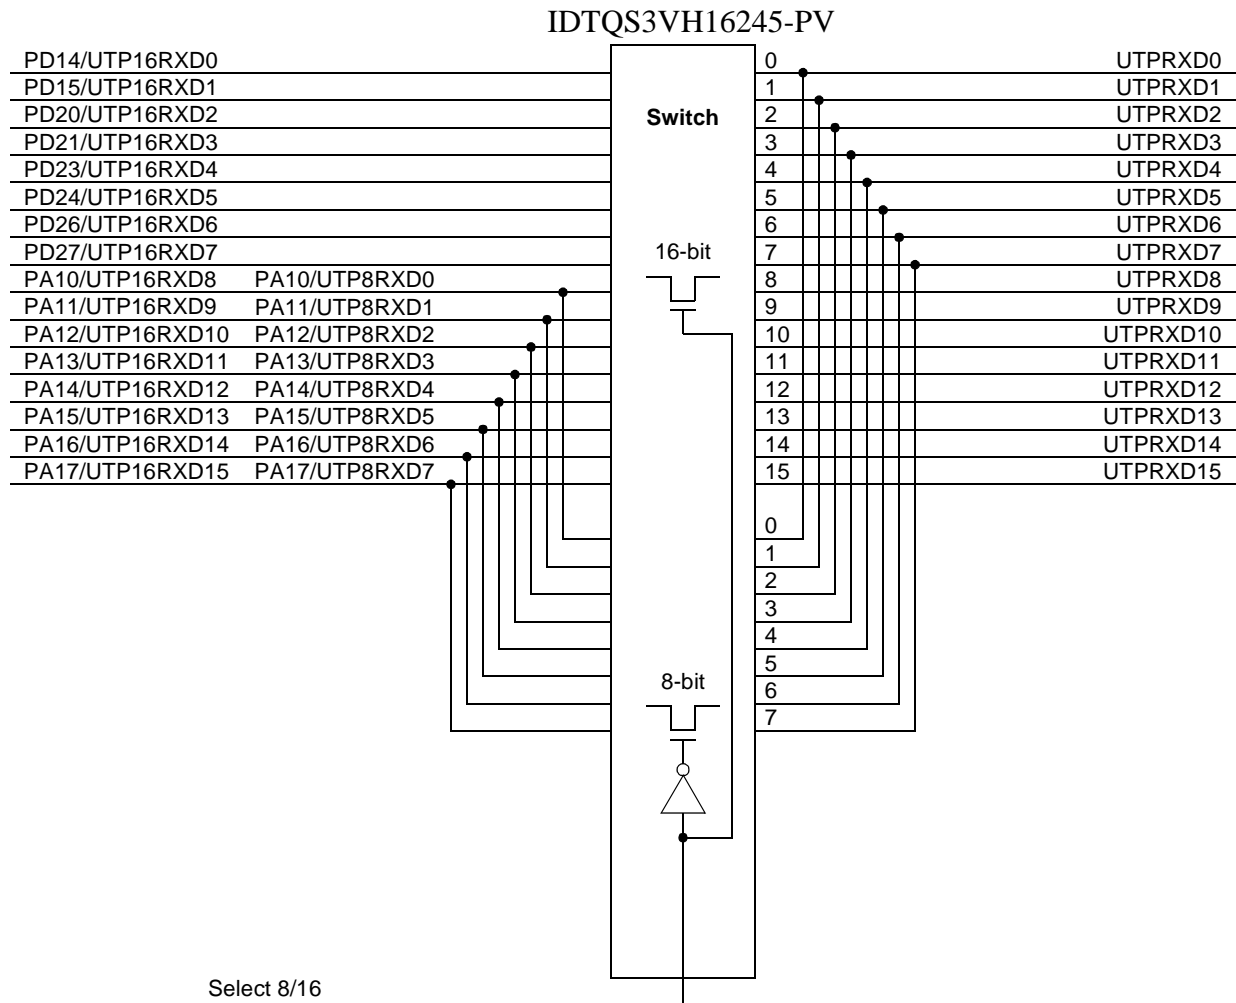 IDTQS3VH16245-PV
PD14/UTP16RXD0 0 UTPRXD0
PD15/UTP16RXD1 1 UTPRXD1
PD20/UTP16RXD2 Switch 2 UTPRXD2
PD21/UTP16RXD3 3 UTPRXD3
PD23/UTP16RXD4 4 UTPRXD4
PD24/UTP16RXD5 5 UTPRXD5
PD26/UTP16RXD6 6 UTPRXD6
PD27/UTP16RXD7 16-bit 7 UTPRXD7
PA10/UTP16RXD8 PA10/UTP8RXD0 8 UTPRXD8
PA11/UTP16RXD9 PA11/UTP8RXD1 9 UTPRXD9
PA12/UTP16RXD10 PA12/UTP8RXD2 10 UTPRXD10
PA13/UTP16RXD11 PA13/UTP8RXD3 11 UTPRXD11
PA14/UTP16RXD12 PA14/UTP8RXD4 12 UTPRXD12
PA15/UTP16RXD13 PA15/UTP8RXD5 13 UTPRXD13
PA16/UTP16RXD14 PA16/UTP8RXD6 14 UTPRXD14
PA17/UTP16RXD15 PA17/UTP8RXD7 15 UTPRXD15
0
1
2
3
4
5
8-bit 6
7
Select 8/16